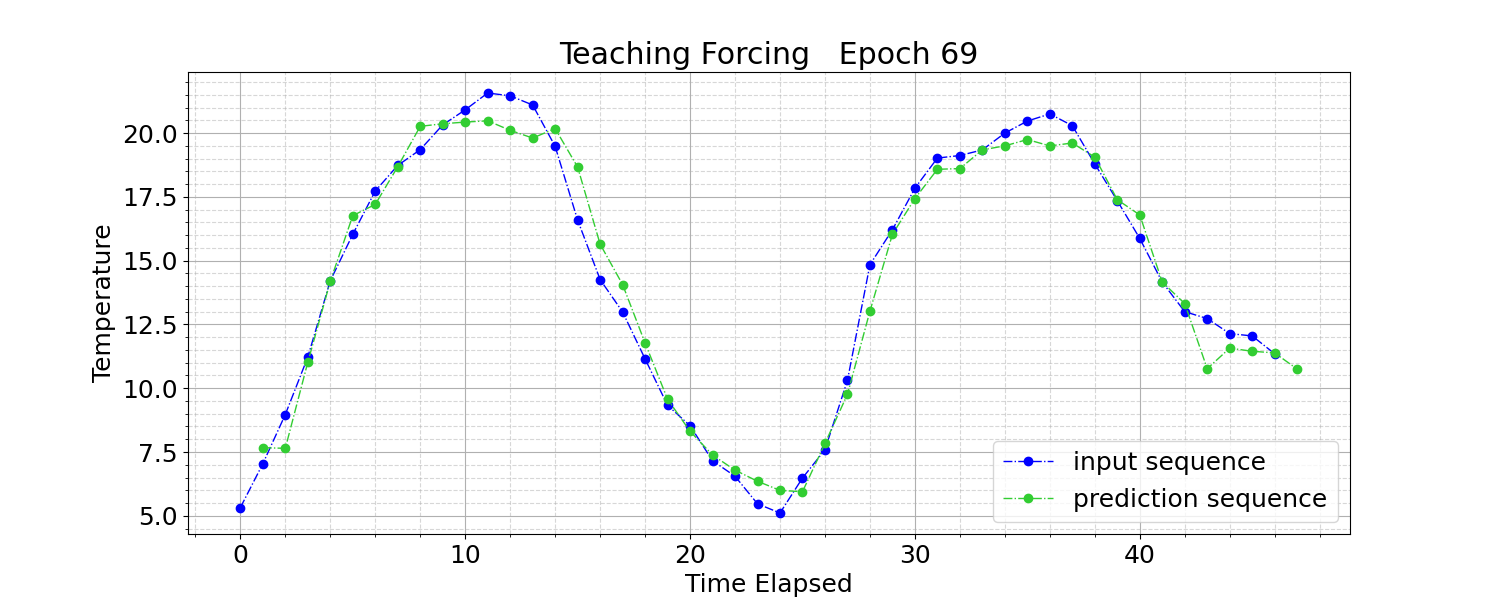 Teaching Forcing   Epoch 69
Temperature
20.0
17.5
15.0
12.5
10.0
7.5
5.0
input sequence
prediction sequence
0 10 20 30 40
Time Elapsed